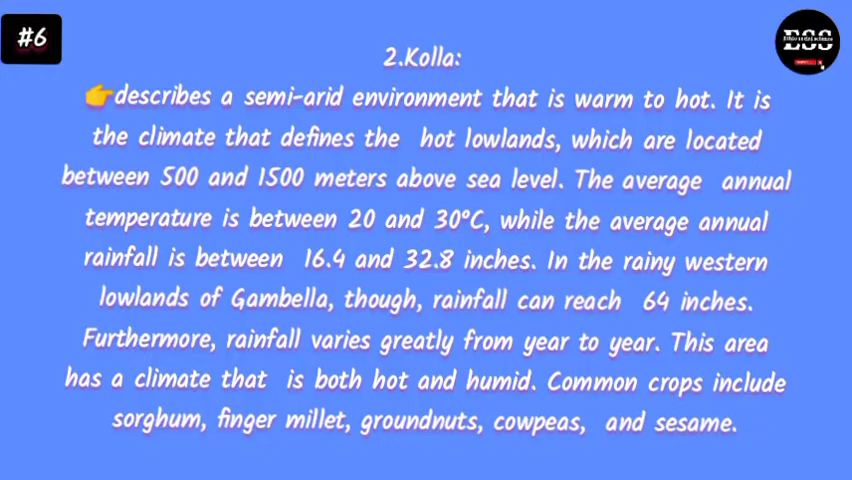 #6
ESS
2.Kolla:
👉describes a semi-arid environment that is warm to hot. It is
the climate that defines the hot lowlands, which are located
between 500 and 1500 meters above sea level. The average annual
temperature is between 20 and 30°C, while the average annual
rainfall is between 16.4 and 32.8 inches. In the rainy western
lowlands of Gambella, though, rainfall can reach 64 inches.
Furthermore, rainfall varies greatly from year to year. This area
has a climate that is both hot and humid. Common crops include
sorghum, finger millet, groundnuts, cowpeas, and sesame.